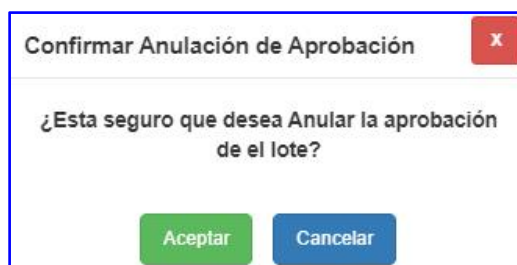 Confirmar Anulación de Aprobación
x
¿Esta seguro que desea Anular la aprobación
de el lote?
Aceptar Cancelar